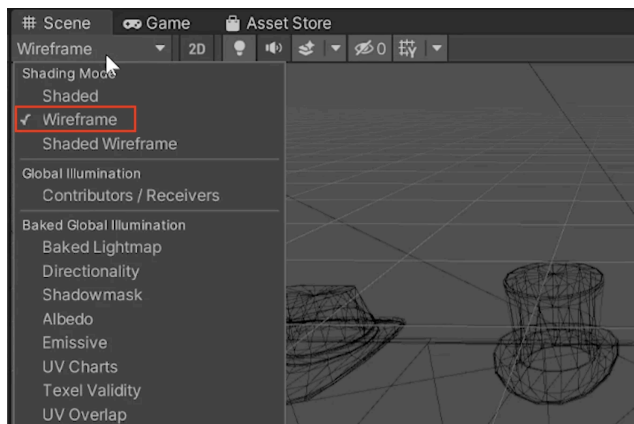 Scene Game Asset Store
Wireframe 2D 0 Y
Shading Mode
Shaded
Wireframe
Shaded Wireframe
Global Illumination
Contributors / Receivers
Baked Global Illumination
Baked Lightmap
Directionality
Shadowmask
Albedo
Emissive
UV Charts
Texel Validity
UV Overlap